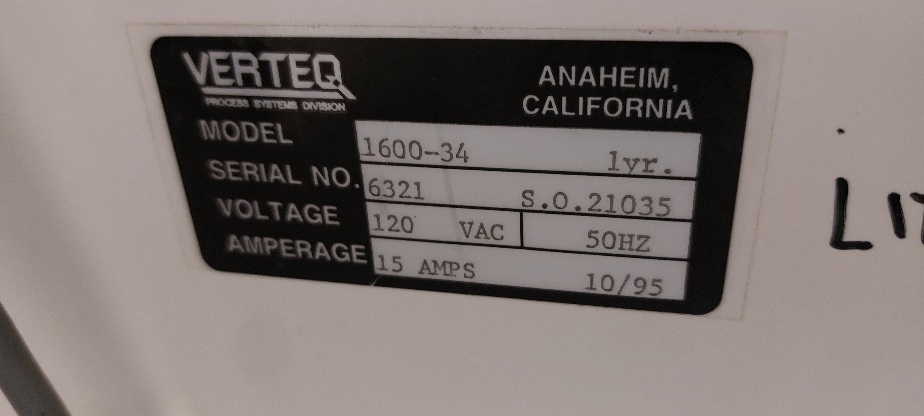 VERTEQ
PROCESS SYSTEMS DIVISION
ANAHEIM,
CALIFORNIA
MODEL 1600-34 1yr.
SERIAL NO. 6321 S.O.21035
VOLTAGE 120 VAC 50HZ
AMPERAGE 15 AMPS 10/95